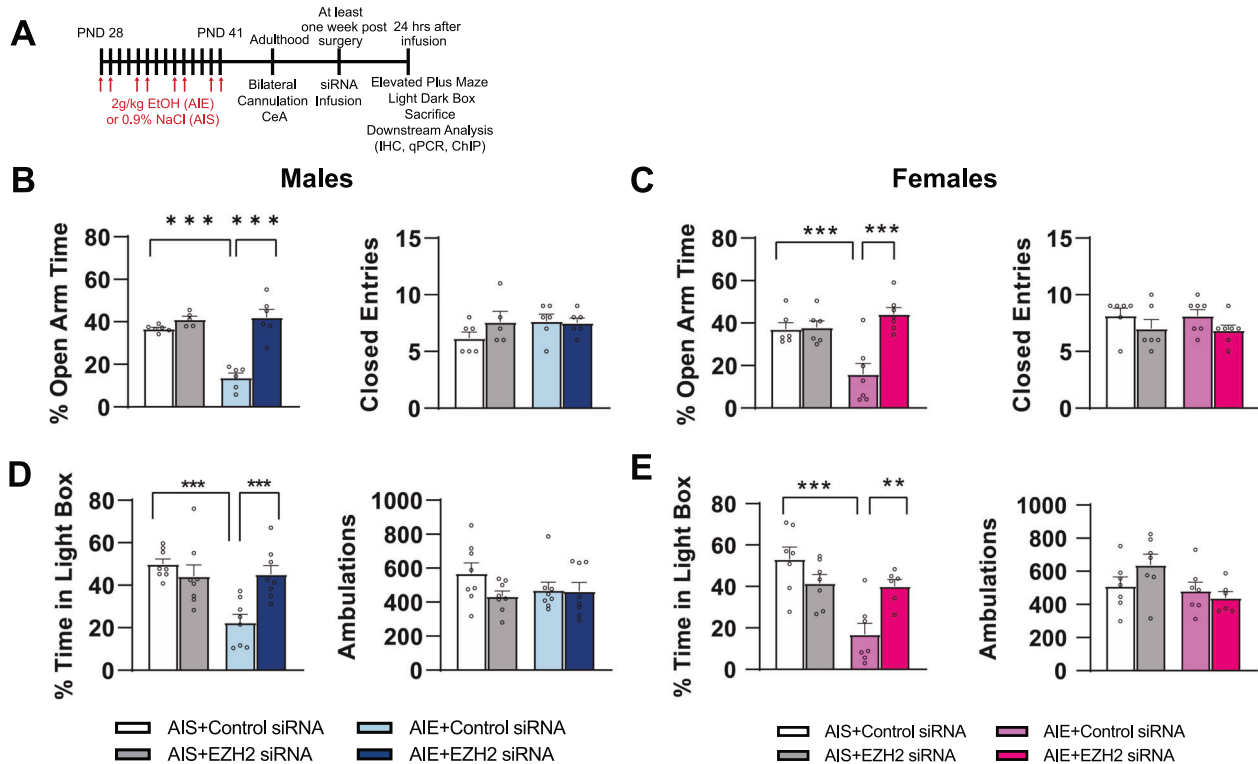 A
PND 28
PND 41
Adulthood
At least
one week post
surgery
24 hrs after
infusion
2g/kg EtOH (AIE)
or 0.9% NaCl (AIS)
Bilateral
Cannulation
CeA
siRNA
Infusion
Elevated Plus Maze
Light Dark Box
Sacrifice
Downstream Analysis
(IHC, qPCR, ChIP)
B
Males
% Open Arm Time
80
60
40
20
0
* * *
* * *
Closed Entries
15
10
5
0
C
Females
% Open Arm Time
80
60
40
20
0
***
***
Closed Entries
15
10
5
0
D
% Time in Light Box
80
60
40
20
0
***
***
Ambulations
1000
800
600
400
200
0
E
% Time in Light Box
80
60
40
20
0
***
**
Ambulations
1000
800
600
400
200
0
AIS+Control siRNA
AIE+Control siRNA
AIS+EZH2 siRNA
AIE+EZH2 siRNA
AIS+Control siRNA
AIE+Control siRNA
AIS+EZH2 siRNA
AIE+EZH2 siRNA